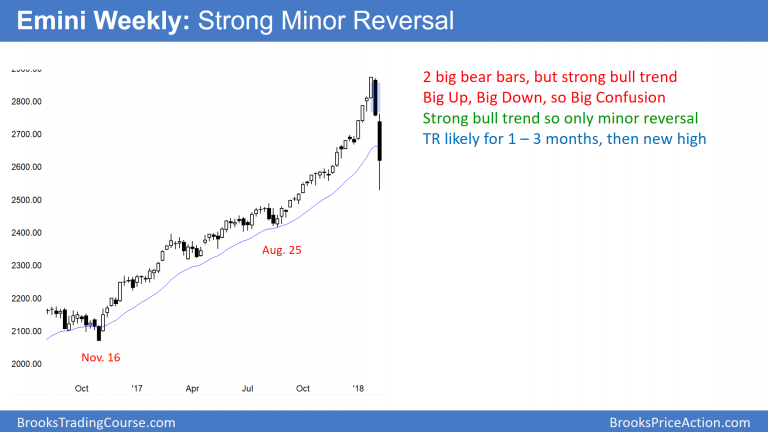 Emini Weekly: Strong Minor Reversal
2 big bear bars, but strong bull trend
Big Up, Big Down, so Big Confusion
Strong bull trend so only minor reversal
TR likely for 1 – 3 months, then new high
2900.00
2800.00
2700.00
2600.00
2500.00
2400.00
2300.00
2200.00
2100.00
2000.00
Aug. 25
Nov. 16
Oct '17 Apr Jul Oct '18
BrooksTradingCourse.com
BrooksPriceAction.com